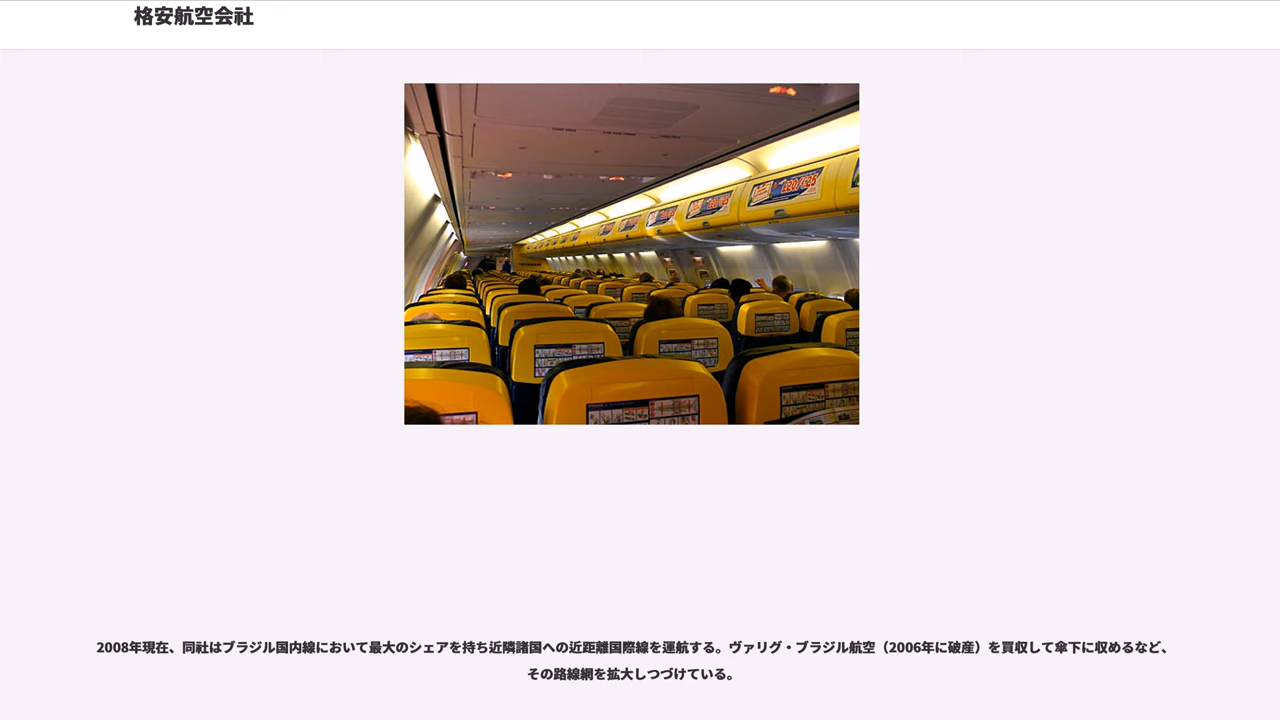 格安航空会社
2008年現在、同社はブラジル国内線において最大のシェアを持ち近隣諸国への近距離国際線を運航する。ヴァリグ・ブラジル航空（2006年に破産）を買収して傘下に収めるなど、
その路線網を拡大しつづけている。